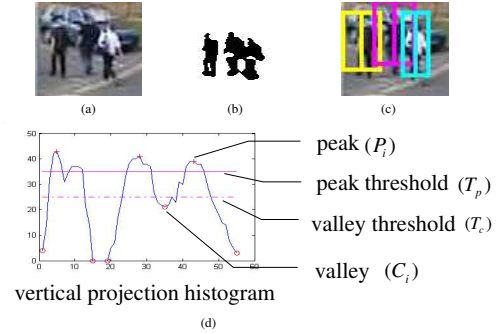 (a)
(b)
(c)
50
40
30
20
10
0
0
10
20
30
40
50
60
peak (P_i)
peak threshold (T_p)
valley threshold (T_c)
valley (C_i)
vertical projection histogram
(d)